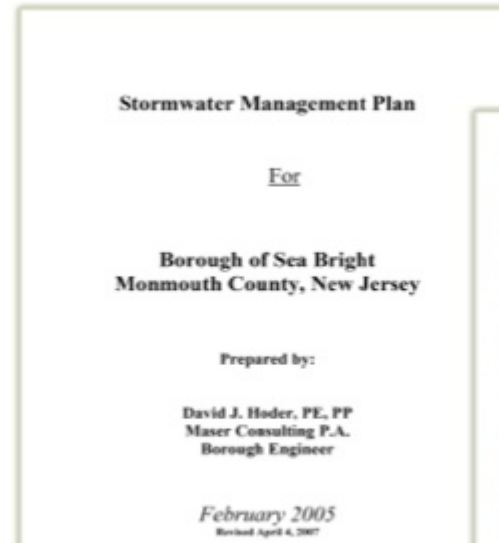 Stormwater Management Plan
For
Borough of Sea Bright
Monmouth County, New Jersey
Prepared by:
David J. Hoder, PE, PP
Maser Consulting P.A.
Borough Engineer
February 2005
Revised April 4, 2007